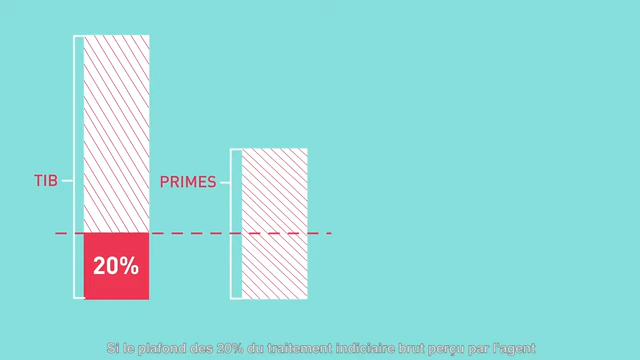 TIB
PRIMES
20%
Si le plafond des 20% du traitement indiciaire brut perçu par l'agent